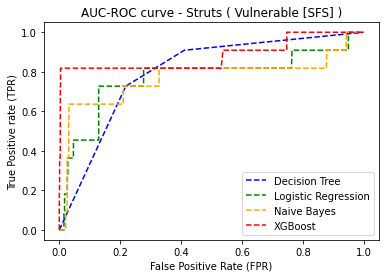 AUC-ROC curve - Struts ( Vulnerable [SFS] )
True Positive rate (TPR)
1.0
0.8
0.6
0.4
0.2
0.0
Decision Tree
Logistic Regression
Naive Bayes
XGBoost
0.0 0.2 0.4 0.6 0.8 1.0
False Positive Rate (FPR)